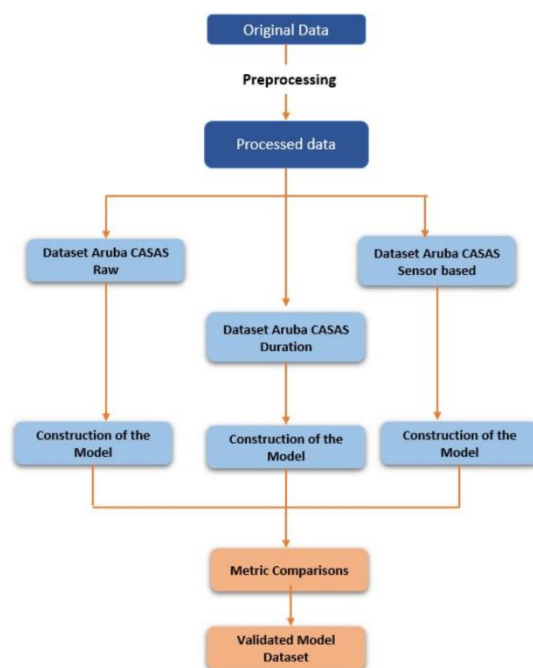 Original Data
Preprocessing
Processed data
Dataset Aruba CASAS
Raw
Dataset Aruba CASAS
Sensor based
Dataset Aruba CASAS
Duration
Construction of the
Model
Construction of the
Model
Construction of the
Model
Metric Comparisons
Validated Model
Dataset